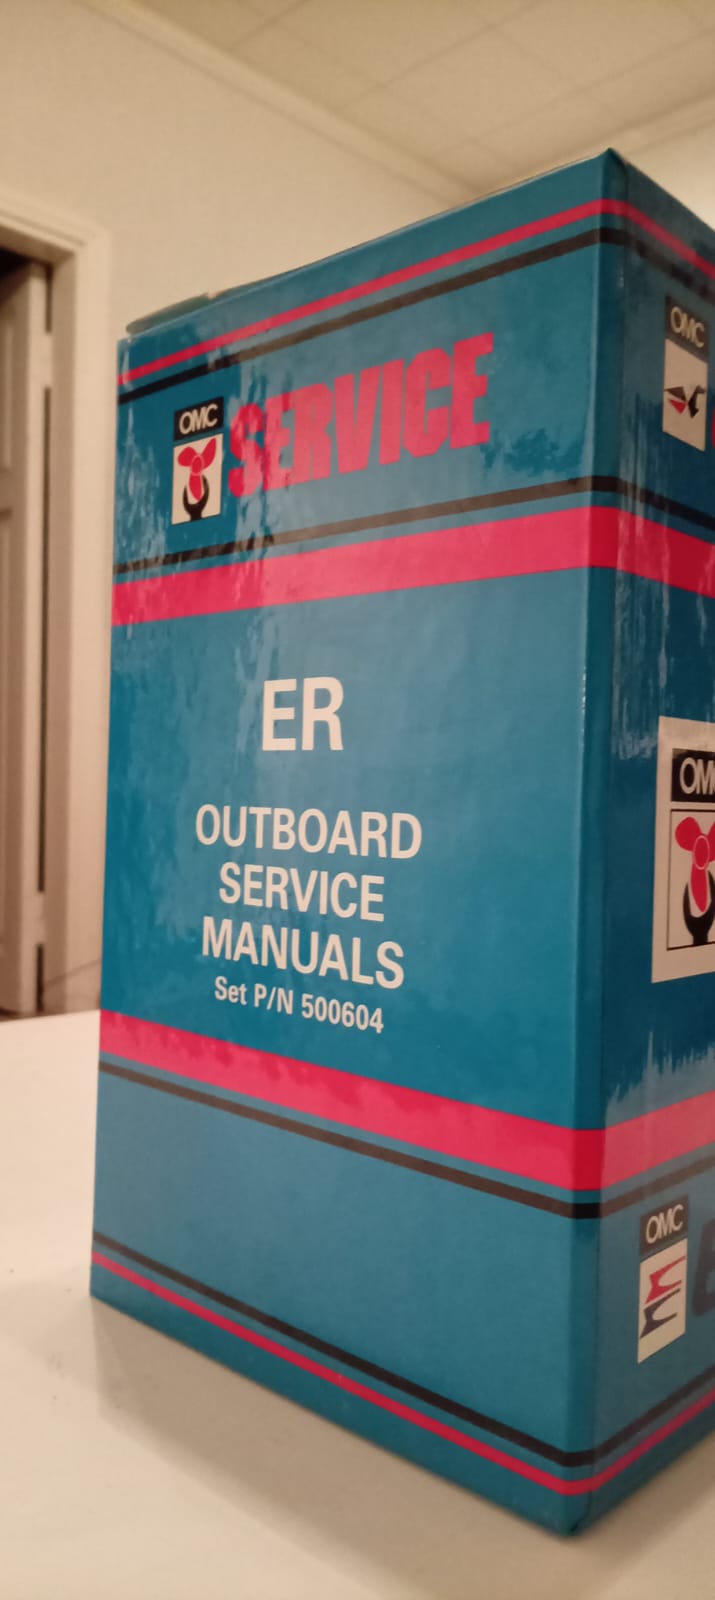 OMC
SERVICE
ER
OUTBOARD
SERVICE
MANUALS
Set P/N 500604
OMC
OMC
OMC